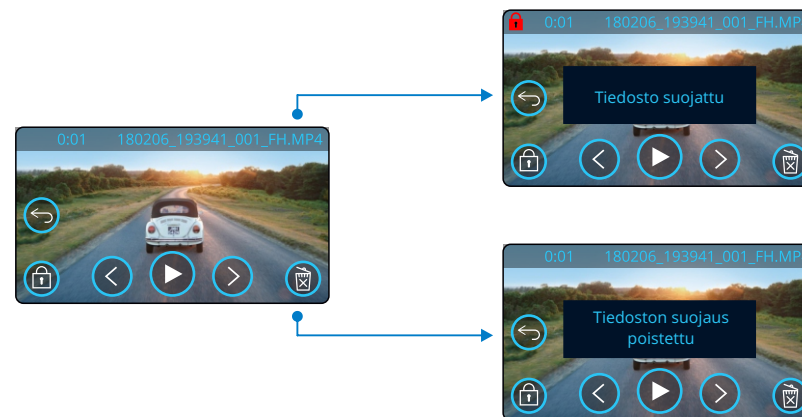 0:01 180206_193941_001_FH.MP4
0:01 180206_193941_001_FH.MP
Tiedosto suojattu
0:01 180206_193941_001_FH.MP
Tiedoston suojaus
poistettu